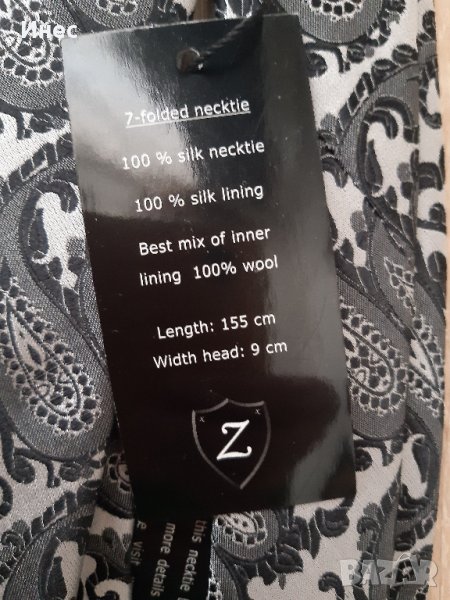 Инес
7-folded necktie
100 % silk necktie
100 % silk lining
Best mix of inner
lining 100% wool
Length: 155 cm
Width head: 9 cm
x x
Z
this necktie
more details
visit
BAZAR